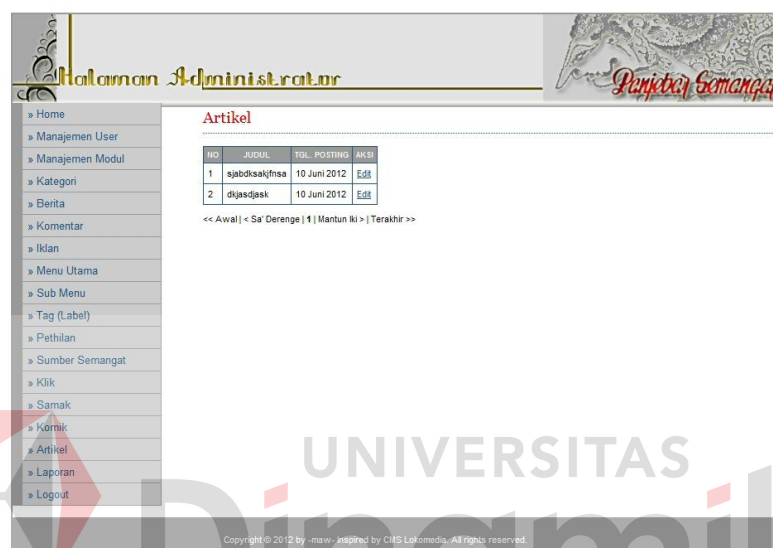 Halaman Administrator
Panjebar Semangat
» Home
» Manajemen User
» Manajemen Modul
» Kategori
» Berita
» Komentar
» Iklan
» Menu Utama
» Sub Menu
» Tag (Label)
» Pethilan
» Sumber Semangat
» Klik
» Samak
» Komik
» Artikel
» Laporan
» Logout
Artikel
NO JUDUL TGL. POSTING AKSI
1 sjabdksakjfnsa 10 Juni 2012 Edit
2 dkjasdjask 10 Juni 2012 Edit
<< Awal | < Sa' Derenge | 1 | Mantun Iki > | Terakhir >>
UNIVERSITAS
Copyright © 2012 by -maw- Inspired by CMS Lokomedia. All rights reserved.